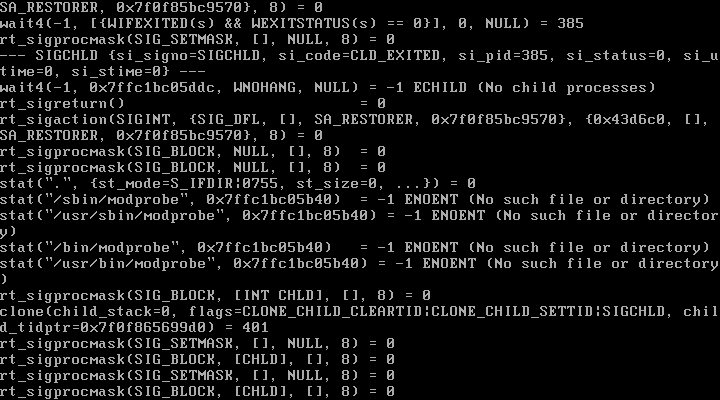 SA_RESTORER, 0x7f0f85bc9570}, 8) = 0
wait4(-1, [{WIFEXITED(s) && WEXITSTATUS(s) == 0}], 0, NULL) = 385
rt_sigprocmask(SIG_SETMASK, [], NULL, 8) = 0
--- SIGCHLD {si_signo=SIGCHLD, si_code=CLD_EXITED, si_pid=385, si_status=0, si_u
time=0, si_stime=0} ---
wait4(-1, 0x7ffc1bc05ddc, WNOHANG, NULL) = -1 ECHILD (No child processes)
rt_sigreturn()                          = 0
rt_sigaction(SIGINT, {SIG_DFL, [], SA_RESTORER, 0x7f0f85bc9570}, {0x43d6c0, [],
SA_RESTORER, 0x7f0f85bc9570}, 8) = 0
rt_sigprocmask(SIG_BLOCK, NULL, [], 8)  = 0
rt_sigprocmask(SIG_BLOCK, NULL, [], 8)  = 0
stat(".", {st_mode=S_IFDIR|0755, st_size=0, ...}) = 0
stat("/sbin/modprobe", 0x7ffc1bc05b40)  = -1 ENOENT (No such file or directory)
stat("/usr/sbin/modprobe", 0x7ffc1bc05b40) = -1 ENOENT (No such file or director
y)
stat("/bin/modprobe", 0x7ffc1bc05b40)   = -1 ENOENT (No such file or directory)
stat("/usr/bin/modprobe", 0x7ffc1bc05b40) = -1 ENOENT (No such file or directory
)
rt_sigprocmask(SIG_BLOCK, [INT CHLD], [], 8) = 0
clone(child_stack=0, flags=CLONE_CHILD_CLEARTID|CLONE_CHILD_SETTID|SIGCHLD, chil
d_tidptr=0x7f0f865699d0) = 401
rt_sigprocmask(SIG_SETMASK, [], NULL, 8) = 0
rt_sigprocmask(SIG_BLOCK, [CHLD], [], 8) = 0
rt_sigprocmask(SIG_SETMASK, [], NULL, 8) = 0
rt_sigprocmask(SIG_BLOCK, [CHLD], [], 8) = 0